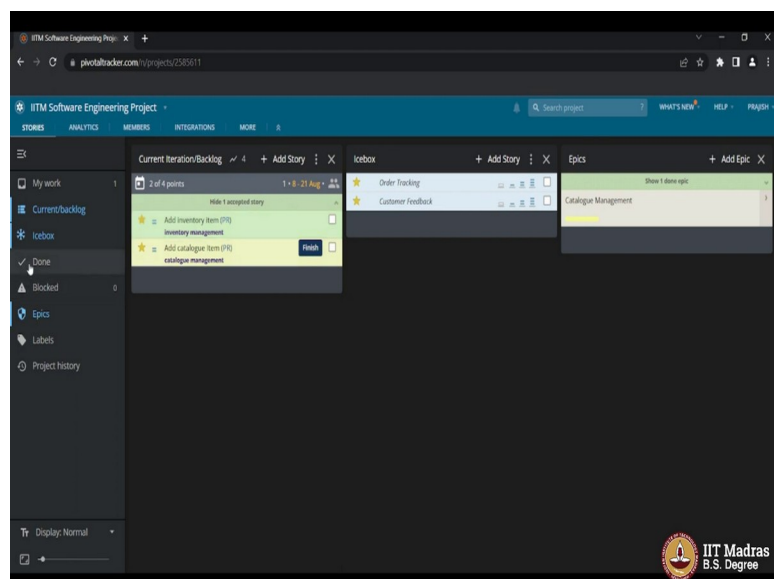 IITM Software Engineering Proje
pivotaltracker.com/n/projects/2585611
IITM Software Engineering Project
Search project
?
WHAT'S NEW
HELP
PRAJISH
STORIES
ANALYTICS
MEMBERS
INTEGRATIONS
MORE
My work 1
Current/backlog
Icebox
Done
Blocked 0
Epics
Labels
Project history
Current Iteration/Backlog 4 + Add Story
2 of 4 points 1 • 8 - 21 Aug
Hide 1 accepted story
Add Inventory Item (PR)
inventory management
Add catalogue Item (PR) Finish
catalogue management
Icebox + Add Story
Order Tracking
Customer Feedback
Epics + Add Epic
Show 1 done epic
Catalogue Management
Display: Normal
IIT Madras
B.S. Degree